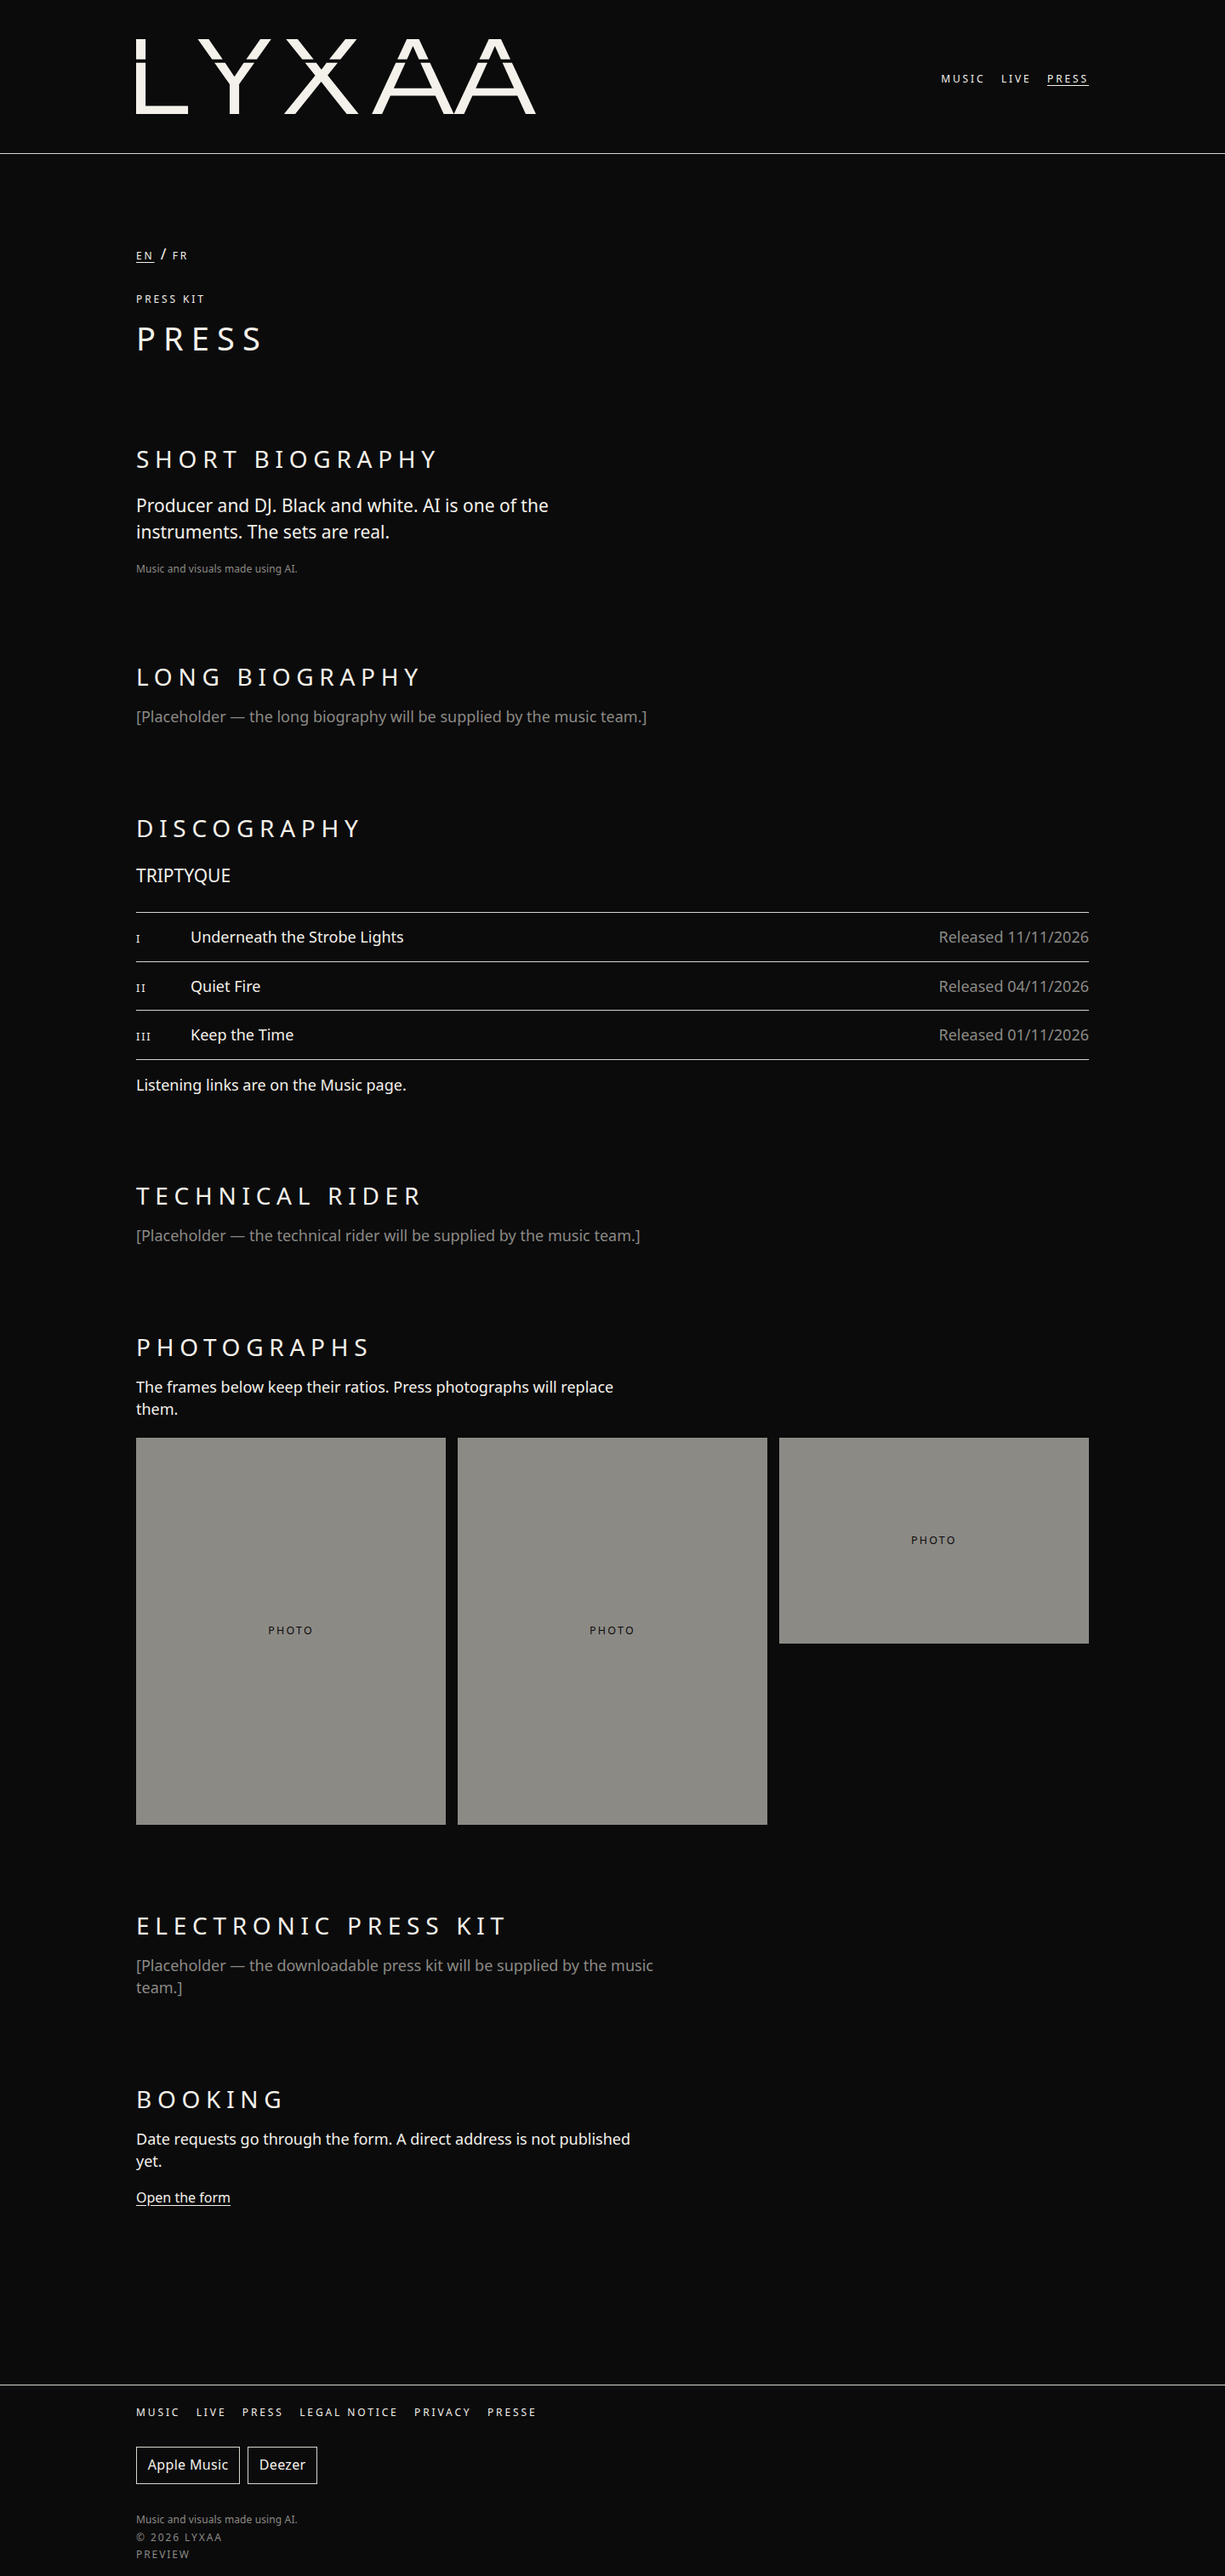 LYXAA
MUSIC LIVE PRESS
EN / FR
PRESS KIT
PRESS
SHORT BIOGRAPHY
Producer and DJ. Black and white. AI is one of the
instruments. The sets are real.
Music and visuals made using AI.
LONG BIOGRAPHY
[Placeholder — the long biography will be supplied by the music team.]
DISCOGRAPHY
TRIPTYQUE
I Underneath the Strobe Lights Released 11/11/2026
II Quiet Fire Released 04/11/2026
III Keep the Time Released 01/11/2026
Listening links are on the Music page.
TECHNICAL RIDER
[Placeholder — the technical rider will be supplied by the music team.]
PHOTOGRAPHS
The frames below keep their ratios. Press photographs will replace
them.
PHOTO
PHOTO
PHOTO
ELECTRONIC PRESS KIT
[Placeholder — the downloadable press kit will be supplied by the music
team.]
BOOKING
Date requests go through the form. A direct address is not published
yet.
Open the form
MUSIC LIVE PRESS LEGAL NOTICE PRIVACY PRESSE
Apple Music Deezer
Music and visuals made using AI.
© 2026 LYXAA
PREVIEW